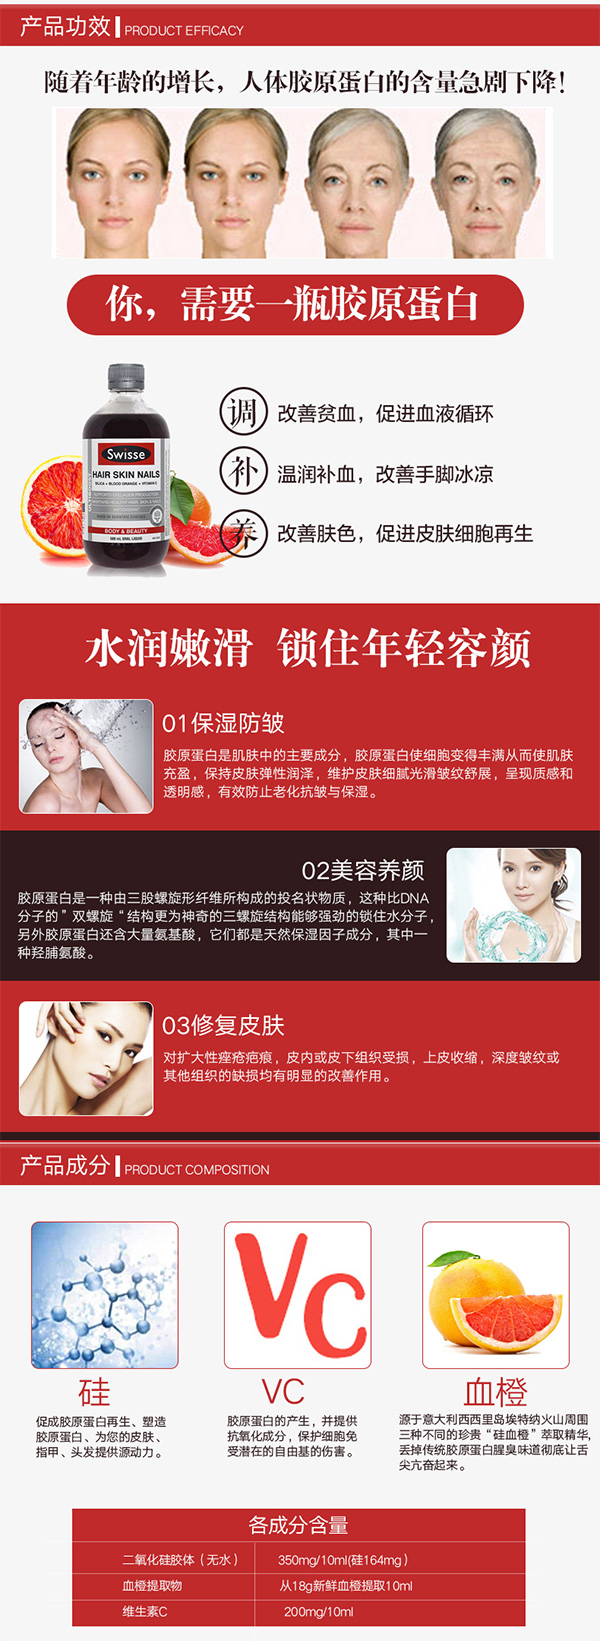 产品功效 PRODUCT EFFICACY
随着年龄的增长，人体胶原蛋白的含量急剧下降！
你，需要一瓶胶原蛋白
Swisse
HAIR SKIN NAILS
SILICA + BLOOD ORANGE + VITAMIN C
BODY & BEAUTY
500 mL ORAL LIQUID
调 改善贫血，促进血液循环
补 温润补血，改善手脚冰凉
养 改善肤色，促进皮肤细胞再生
水润嫩滑 锁住年轻容颜
01保湿防皱
胶原蛋白是肌肤中的主要成分，胶原蛋白使细胞变得丰满从而使肌肤
充盈，保持皮肤弹性润泽，维护皮肤细腻光滑皱纹舒展，呈现质感和
透明感，有效防止老化抗皱与保湿。
02美容养颜
胶原蛋白是一种由三股螺旋形纤维所构成的投名状物质，这种比DNA
分子的”双螺旋“结构更为神奇的三螺旋结构能够强劲的锁住水分子，
另外胶原蛋白还含大量氨基酸，它们都是天然保湿因子成分，其中一
种羟脯氨酸。
03修复皮肤
对扩大性痤疮疤痕，皮内或皮下组织受损，上皮收缩，深度皱纹或
其他组织的缺损均有明显的改善作用。
产品成分 PRODUCT COMPOSITION
VC
硅
促成胶原蛋白再生、塑造
胶原蛋白、为您的皮肤、
指甲、头发提供源动力。
VC
胶原蛋白的产生，并提供
抗氧化成分，保护细胞免
受潜在的自由基的伤害。
血橙
源于意大利西西里岛埃特纳火山周围
三种不同的珍贵“硅血橙”萃取精华,
丢掉传统胶原蛋白腥臭味道彻底让舌
尖亢奋起来。
各成分含量
二氧化硅胶体（无水） 350mg/10ml(硅164mg）
血橙提取物 从18g新鲜血橙提取10ml
维生素C 200mg/10ml